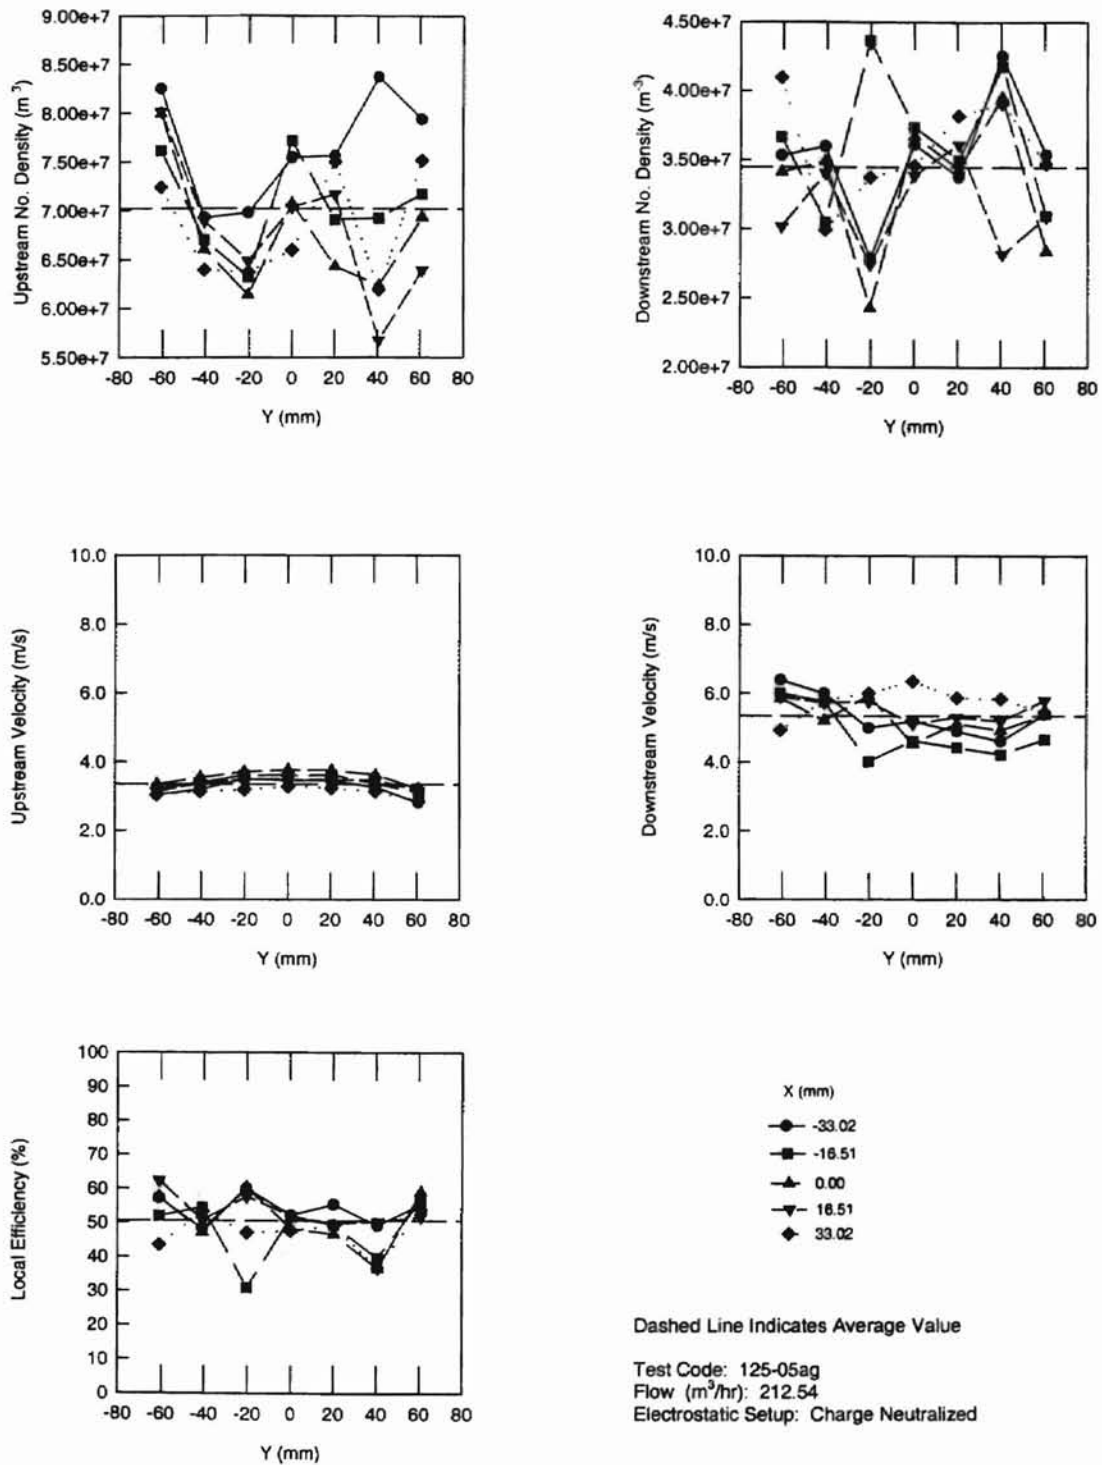 9.00e+7
8.50e+7
8.00e+7
7.50e+7
7.00e+7
6.50e+7
6.00e+7
5.50e+7
Upstream No. Density (m³)
-80 -60 -40 -20 0 20 40 60 80
Y (mm)
4.50e+7
4.00e+7
3.50e+7
3.00e+7
2.50e+7
2.00e+7
Downstream No. Density (m⁻³)
-80 -60 -40 -20 0 20 40 60 80
Y (mm)
10.0
8.0
6.0
4.0
2.0
0.0
Upstream Velocity (m/s)
-80 -60 -40 -20 0 20 40 60 80
Y (mm)
10.0
8.0
6.0
4.0
2.0
0.0
Downstream Velocity (m/s)
-80 -60 -40 -20 0 20 40 60 80
Y (mm)
100
90
80
70
60
50
40
30
20
10
0
Local Efficiency (%)
-80 -60 -40 -20 0 20 40 60 80
Y (mm)
X (mm)
-33.02
-16.51
0.00
16.51
33.02
Dashed Line Indicates Average Value
Test Code: 125-05ag
Flow (m³/hr): 212.54
Electrostatic Setup: Charge Neutralized